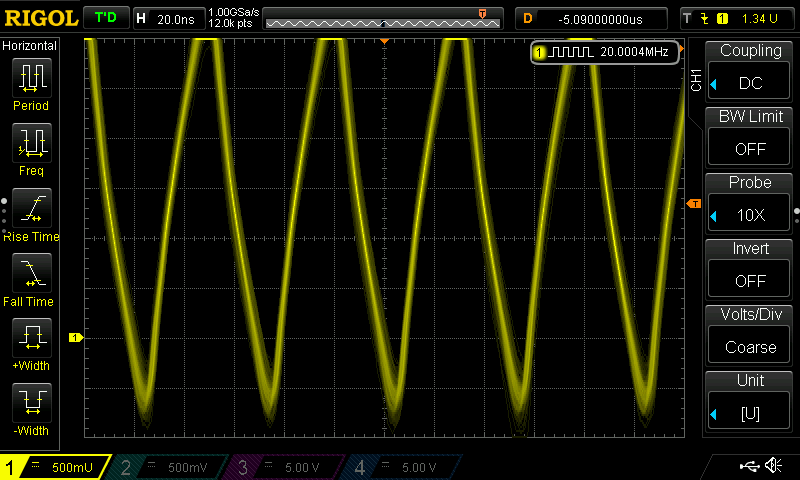 RIGOL T'D H 20.0ns 1.00GSa/s 12.0k pts T D -5.09000000us T 1 1.34 U
Horizontal
Period
Freq
Rise Time
Fall Time
+Width
-Width
1 20.0004MHz
T
1
CH1
Coupling
DC
BW Limit
OFF
Probe
10X
Invert
OFF
Volts/Div
Coarse
Unit
[U]
1 500mU 2 500mV 3 5.00 V 4 5.00 V